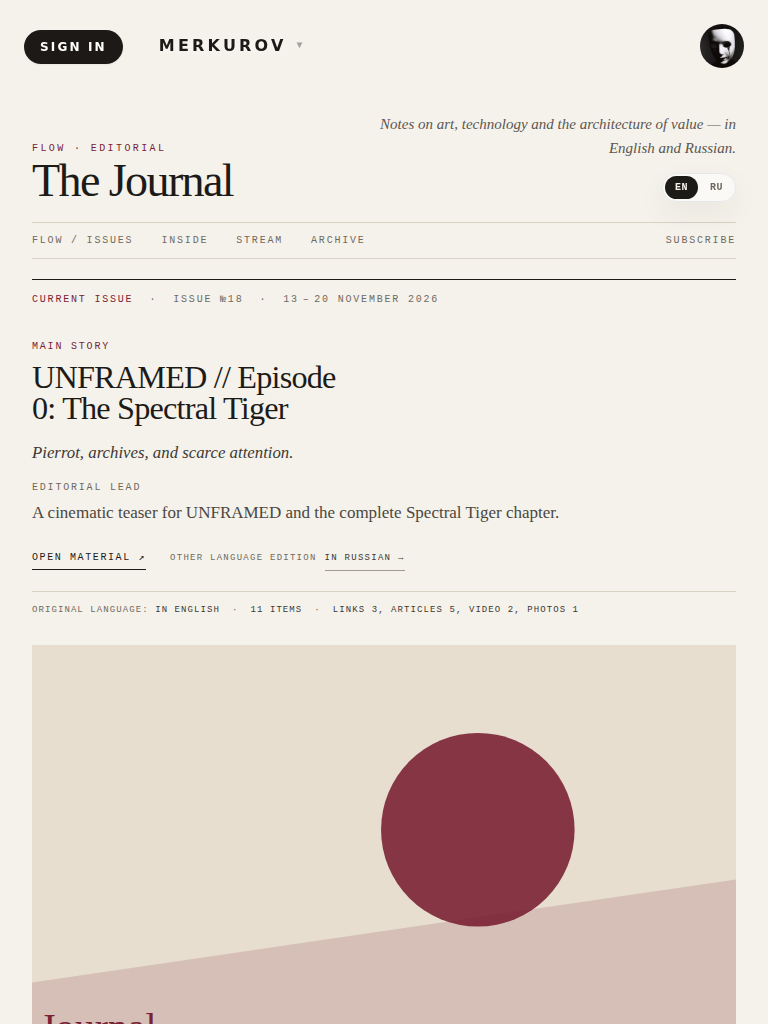 SIGN IN
MERKUROV ▼
Notes on art, technology and the architecture of value — in
English and Russian.
FLOW · EDITORIAL
The Journal
EN RU
FLOW / ISSUES INSIDE STREAM ARCHIVE SUBSCRIBE
CURRENT ISSUE · ISSUE №18 · 13 – 20 NOVEMBER 2026
MAIN STORY
UNFRAMED // Episode
0: The Spectral Tiger
Pierrot, archives, and scarce attention.
EDITORIAL LEAD
A cinematic teaser for UNFRAMED and the complete Spectral Tiger chapter.
OPEN MATERIAL ↗ OTHER LANGUAGE EDITION IN RUSSIAN →
ORIGINAL LANGUAGE: IN ENGLISH · 11 ITEMS · LINKS 3, ARTICLES 5, VIDEO 2, PHOTOS 1
Journal